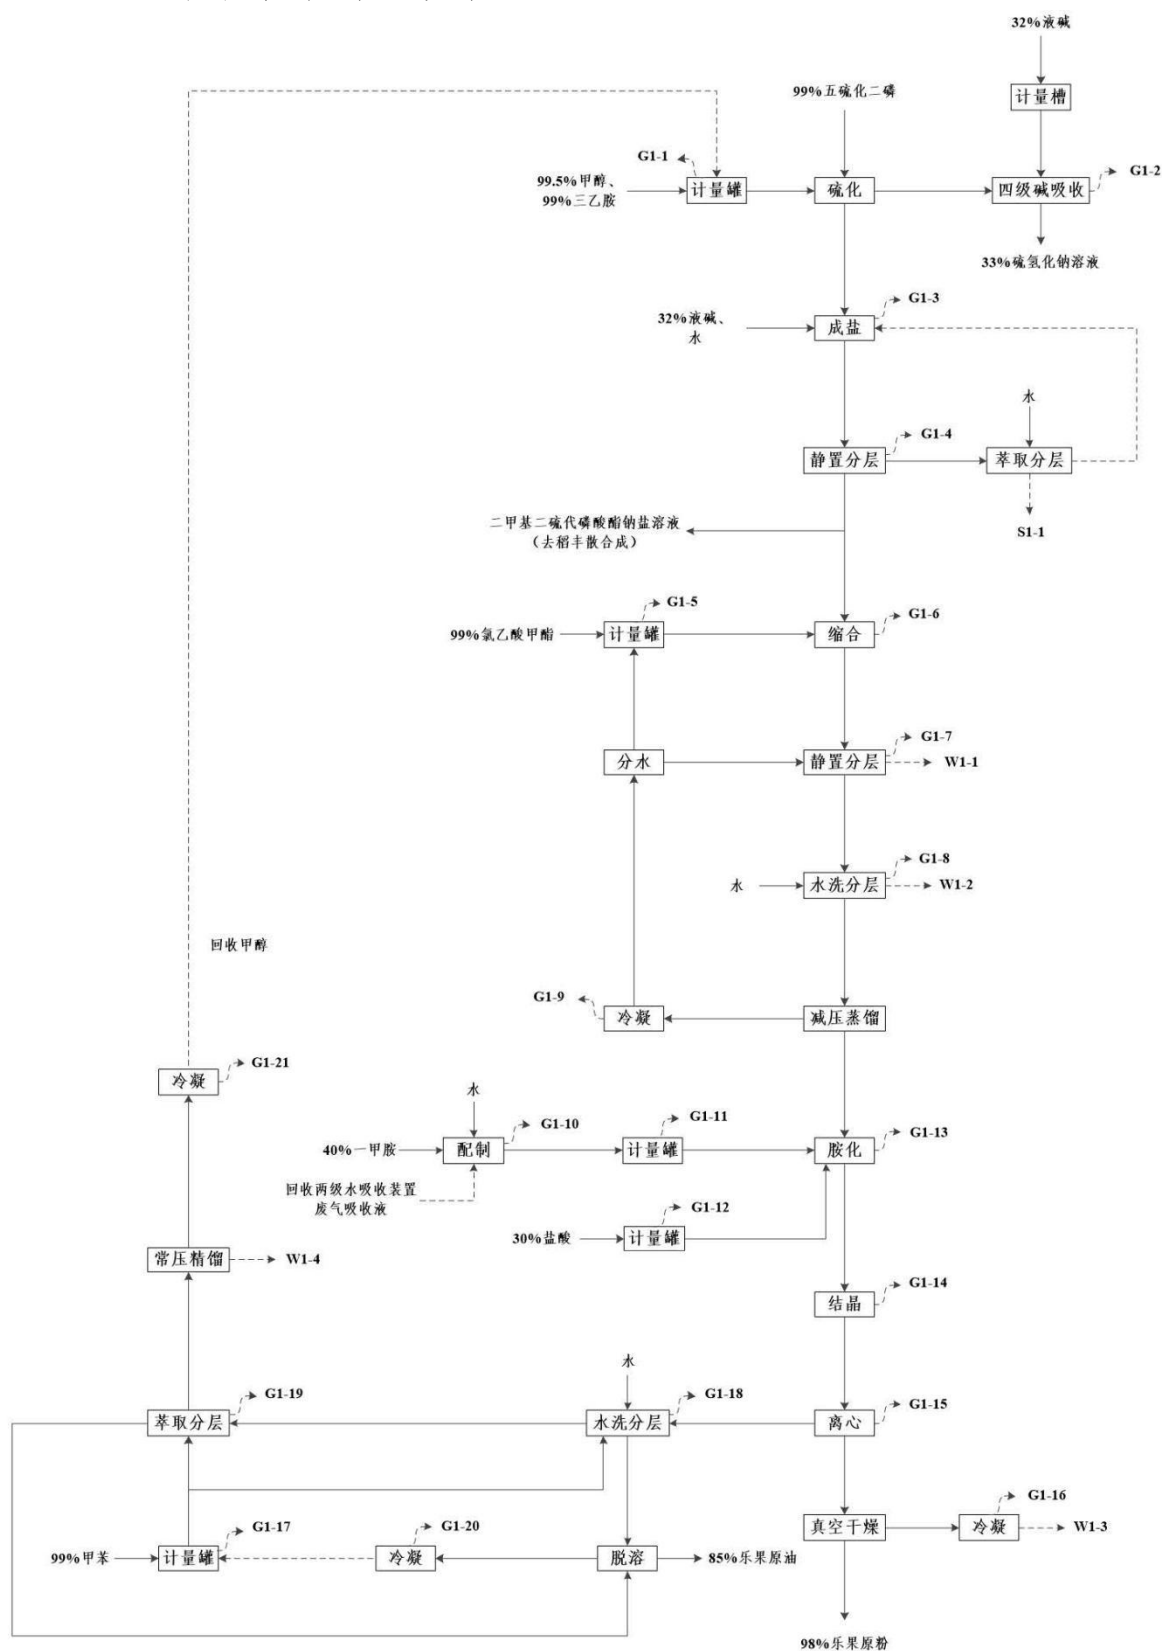 32%液碱
99%五硫化二磷
计量槽
G1-1
99.5%甲醇、
99%三乙胺
计量罐
硫化
四级碱吸收
G1-2
33%硫氢化钠溶液
G1-3
32%液碱、
水
成盐
水
G1-4
静置分层
萃取分层
二甲基二硫代磷酸酯钠盐溶液
（去稻丰散合成）
S1-1
G1-5
G1-6
99%氯乙酸甲酯
计量罐
缩合
G1-7
分水
静置分层
W1-1
G1-8
水
水洗分层
W1-2
回收甲醇
G1-9
冷凝
减压蒸馏
G1-21
冷凝
水
G1-10
G1-11
G1-13
40%一甲胺
配制
计量罐
胺化
回收两级水吸收装置
废气吸收液
G1-12
30%盐酸
计量罐
常压精馏
W1-4
G1-14
结晶
水
G1-19
G1-18
G1-15
萃取分层
水洗分层
离心
G1-16
G1-17
G1-20
真空干燥
冷凝
W1-3
99%甲苯
计量罐
冷凝
脱溶
85%乐果原油
98%乐果原粉